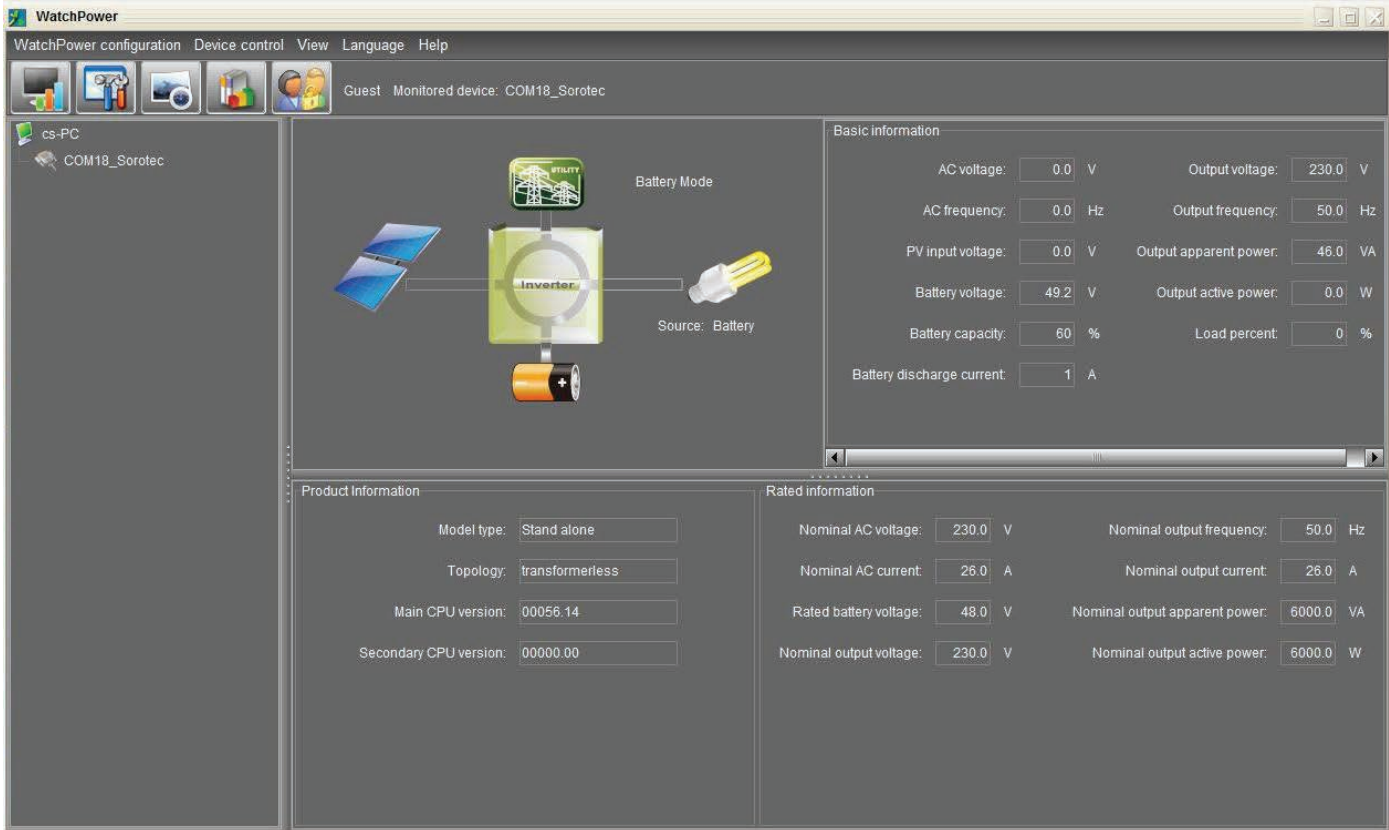 WatchPower
WatchPower configuration Device control View Language Help
Guest Monitored device: COM18_Sorotec
cs-PC
COM18_Sorotec
UTILITY
Battery Mode
Inverter
Source: Battery
Basic information
AC voltage: 0.0 V Output voltage: 230.0 V
AC frequency: 0.0 Hz Output frequency: 50.0 Hz
PV input voltage: 0.0 V Output apparent power: 46.0 VA
Battery voltage: 49.2 V Output active power: 0.0 W
Battery capacity: 60 % Load percent: 0 %
Battery discharge current: 1 A
Product Information
Model type: Stand alone
Topology: transformerless
Main CPU version: 00056.14
Secondary CPU version: 00000.00
Rated information
Nominal AC voltage: 230.0 V Nominal output frequency: 50.0 Hz
Nominal AC current: 26.0 A Nominal output current: 26.0 A
Rated battery voltage: 48.0 V Nominal output apparent power: 6000.0 VA
Nominal output voltage: 230.0 V Nominal output active power: 6000.0 W